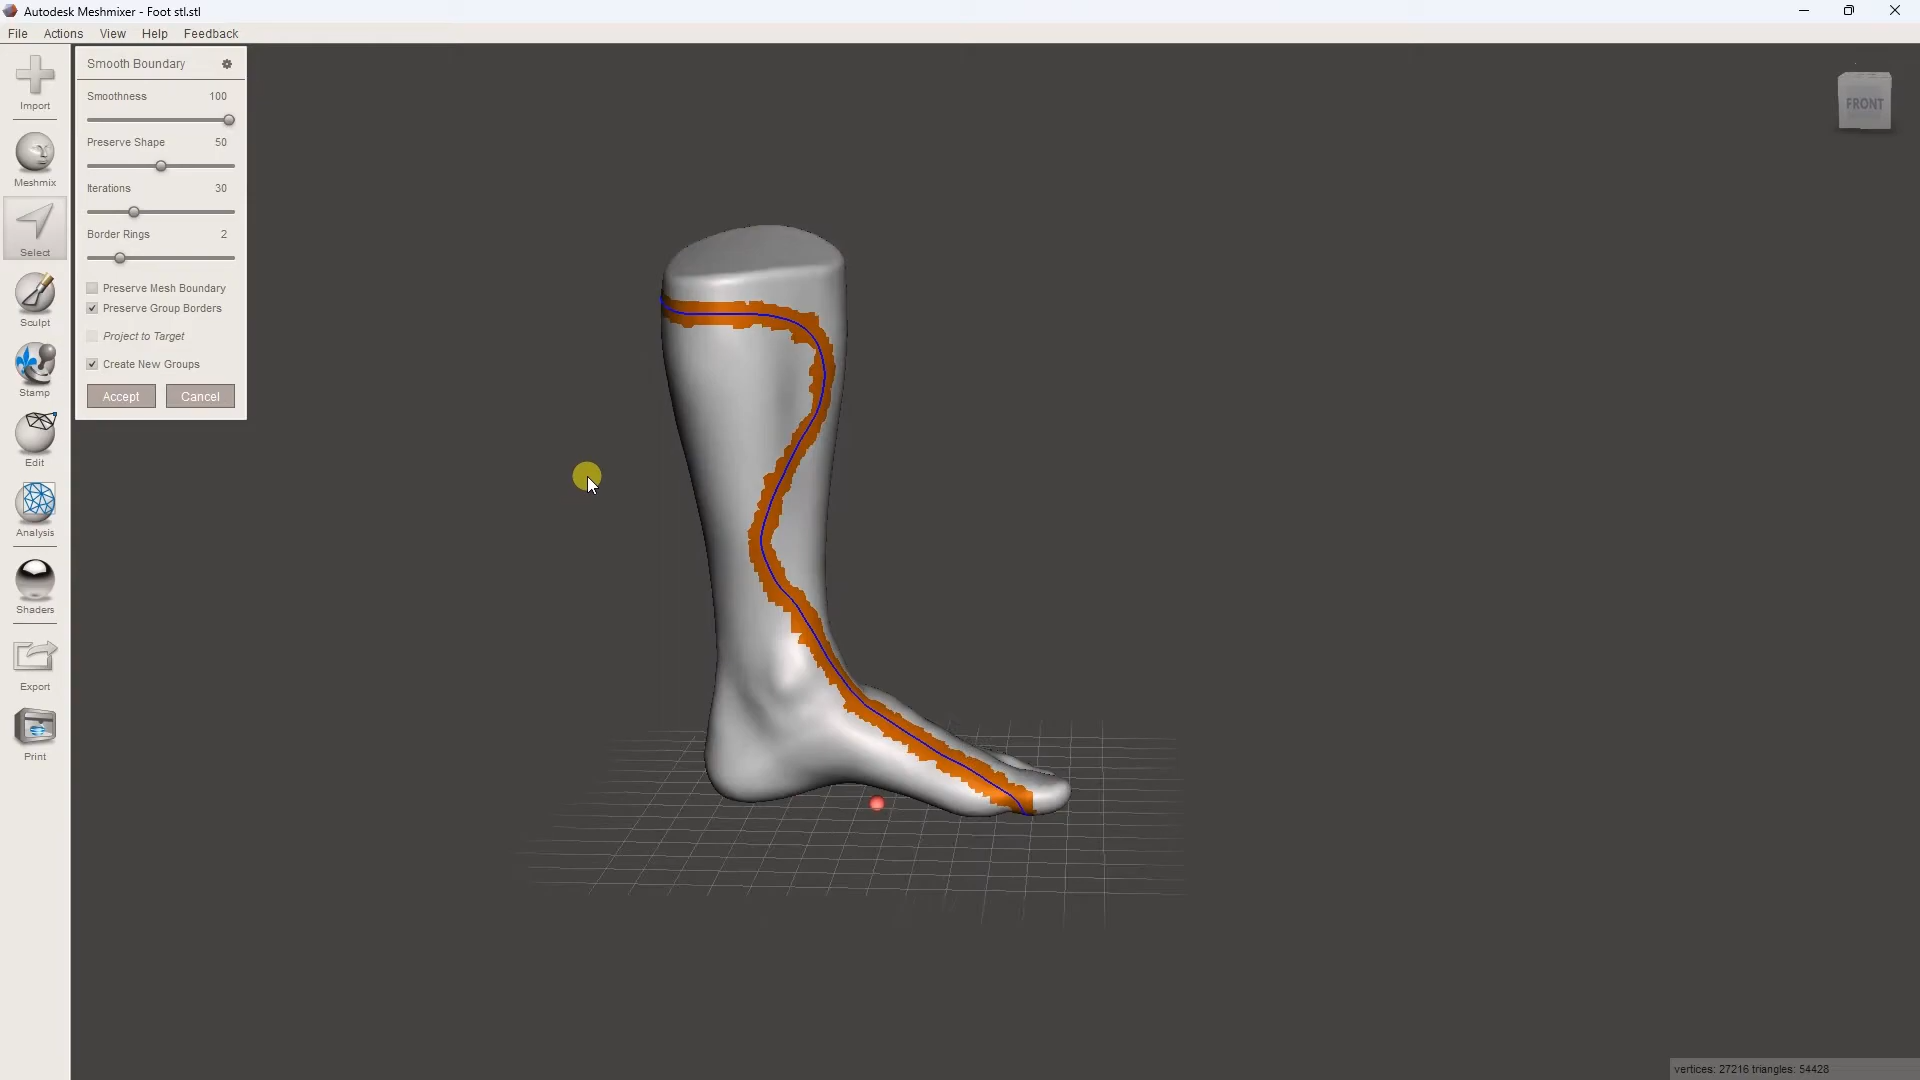 Autodesk Meshmixer - Foot stl.stl
File Actions View Help Feedback
Import
Meshmix
Select
Sculpt
Stamp
Edit
Analysis
Shaders
Export
Print
Smooth Boundary
Smoothness 100
Preserve Shape 50
Iterations 30
Border Rings 2
Preserve Mesh Boundary
Preserve Group Borders
Project to Target
Create New Groups
Accept Cancel
FRONT
vertices: 27216 triangles: 54428